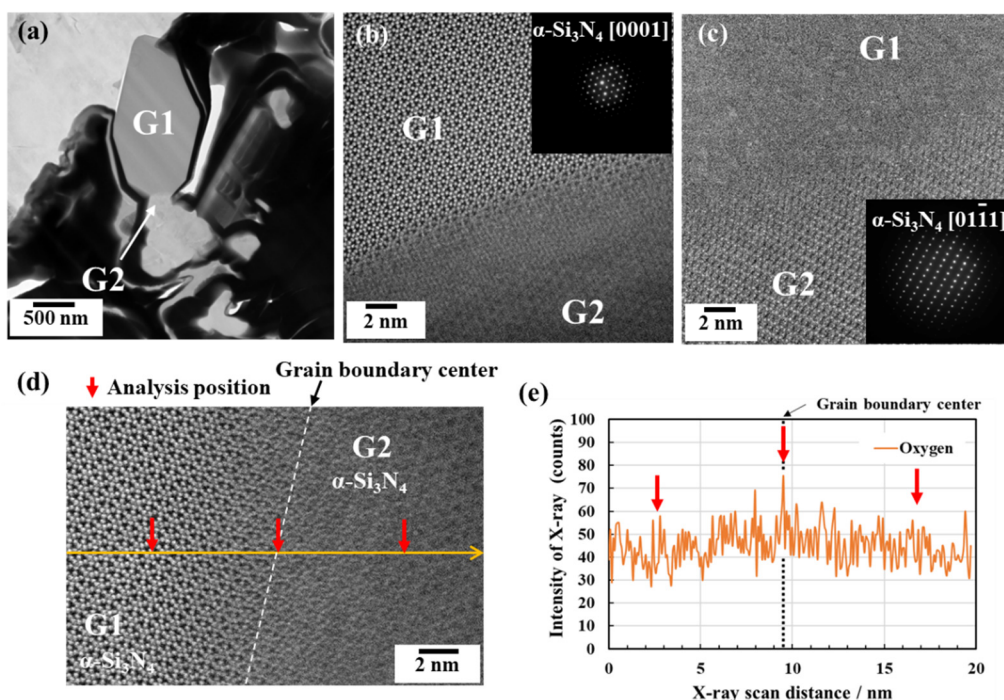 (a)
G1
G2
500 nm
(b)
α-Si₃N₄ [0001]
G1
G2
2 nm
(c)
G1
α-Si₃N₄ [011̄1]
G2
2 nm
(d)
Grain boundary center
Analysis position
G2
α-Si₃N₄
G1
α-Si₃N₄
2 nm
(e)
Grain boundary center
Oxygen
Intensity of X-ray (counts)
100
90
80
70
60
50
40
30
20
10
0
0 5 10 15 20
X-ray scan distance / nm